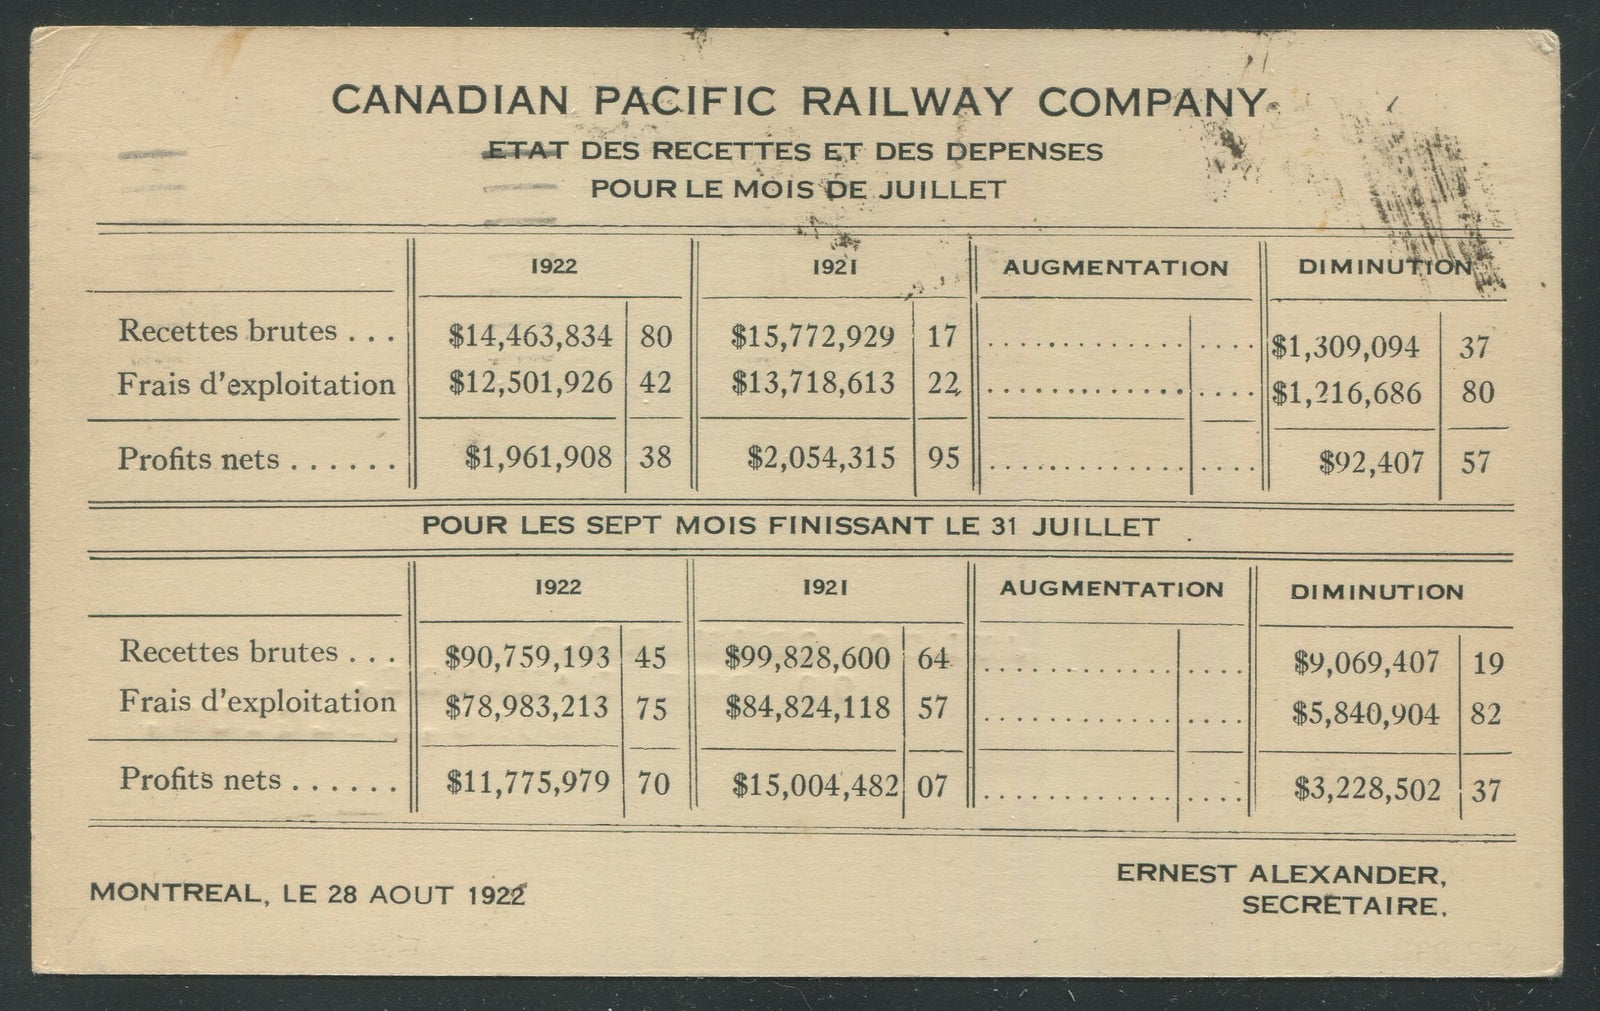 CANADIAN PACIFIC RAILWAY COMPANY
ETAT DES RECETTES ET DES DEPENSES
POUR LE MOIS DE JUILLET
1922 1921 AUGMENTATION DIMINUTION
Recettes brutes . . . $14,463,834 80 $15,772,929 17 $1,309,094 37
Frais d'exploitation $12,501,926 42 $13,718,613 22 $1,216,686 80
Profits nets . . . . . . $1,961,908 38 $2,054,315 95 $92,407 57
POUR LES SEPT MOIS FINISSANT LE 31 JUILLET
1922 1921 AUGMENTATION DIMINUTION
Recettes brutes . . . $90,759,193 45 $99,828,600 64 $9,069,407 19
Frais d'exploitation $78,983,213 75 $84,824,118 57 $5,840,904 82
Profits nets . . . . . . $11,775,979 70 $15,004,482 07 $3,228,502 37
MONTREAL, LE 28 AOUT 1922
ERNEST ALEXANDER,
SECRETAIRE.